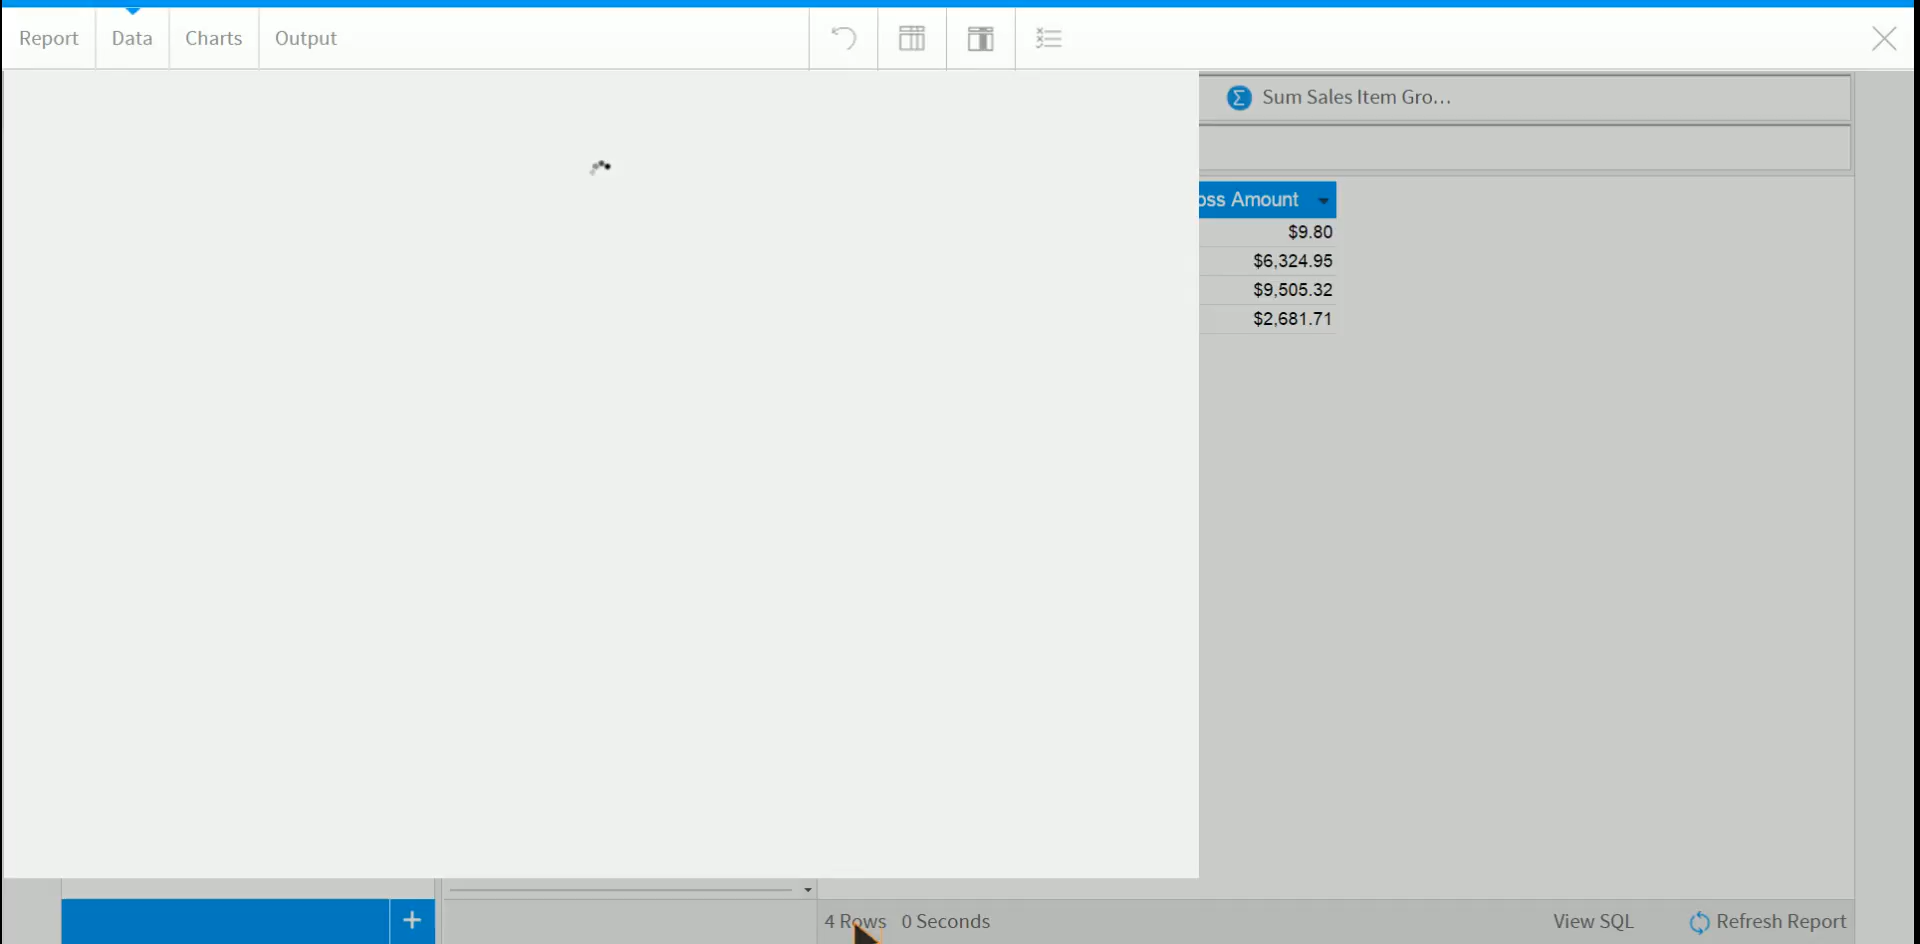 Report Data Charts Output
Sum Sales Item Gro...
oss Amount
$9.80
$6,324.95
$9,505.32
$2,681.71
4 Rows 0 Seconds View SQL Refresh Report